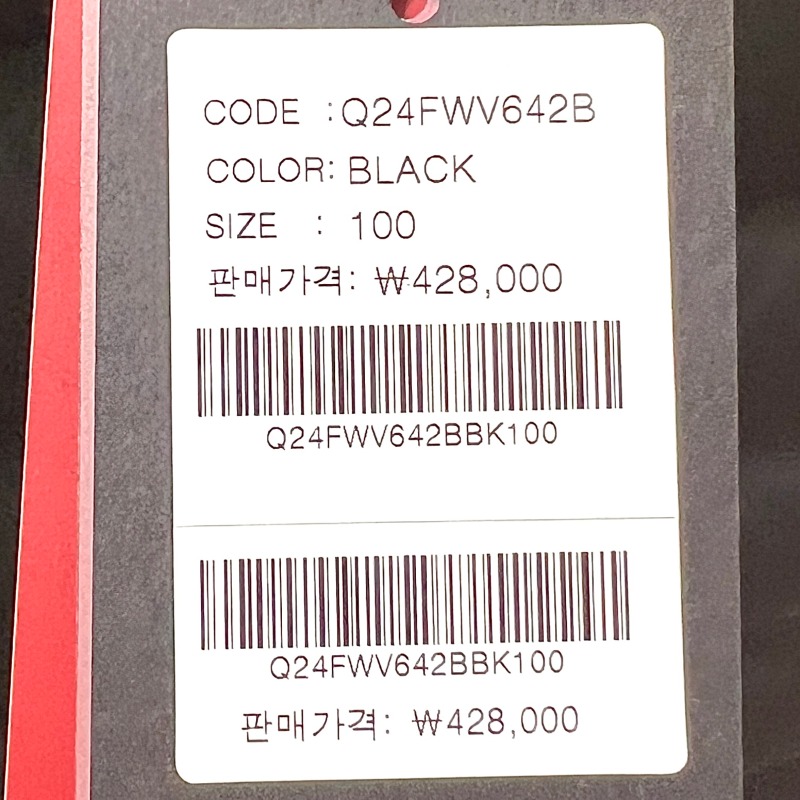 CODE :Q24FWV642B
COLOR: BLACK
SIZE : 100
판매가격: ₩428,000
Q24FWV642BBK100
Q24FWV642BBK100
판매가격: ₩428,000